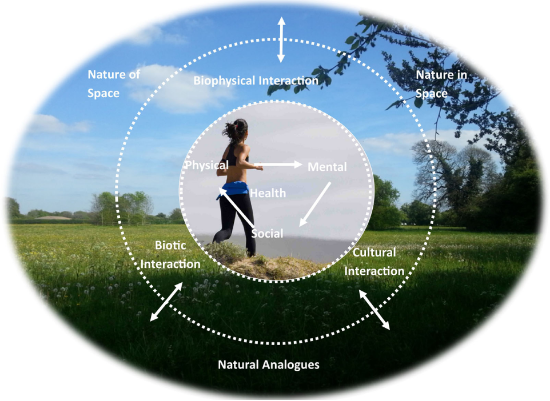 Nature of
Space
Biophysical Interaction
Nature in
Space
Physical
Mental
Health
Social
Biotic
Interaction
Cultural
Interaction
Natural Analogues